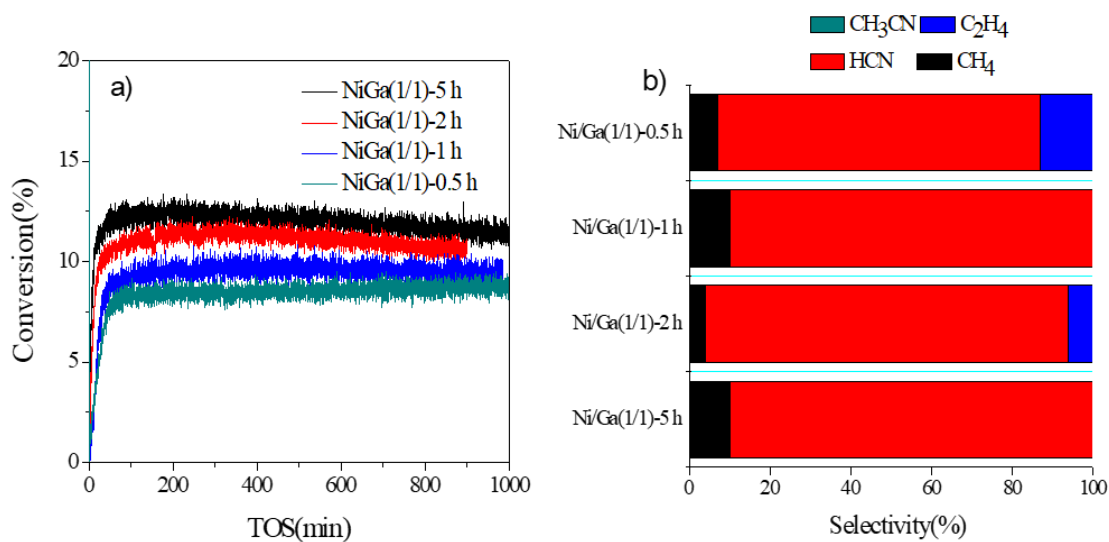 a)
NiGa(1/1)-5 h
NiGa(1/1)-2 h
NiGa(1/1)-1 h
NiGa(1/1)-0.5 h
Conversion(%)
20
15
10
5
0
0 200 400 600 800 1000
TOS(min)
b)
CH₃CN C₂H₄
HCN CH₄
Ni/Ga(1/1)-0.5 h
Ni/Ga(1/1)-1 h
Ni/Ga(1/1)-2 h
Ni/Ga(1/1)-5 h
0 20 40 60 80 100
Selectivity(%)